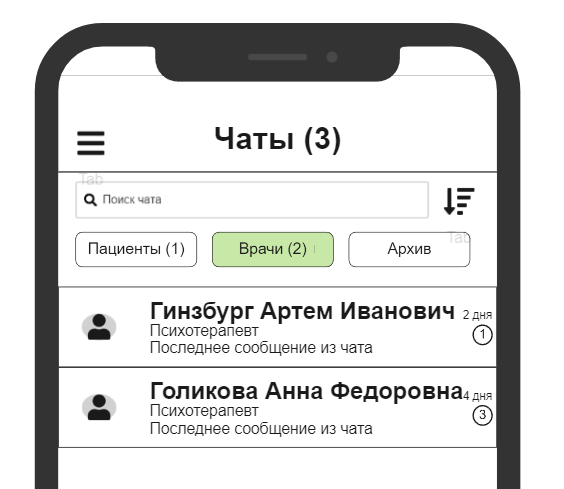 Чаты (3)
Tab
Поиск чата
Tab
Пациенты (1)
Врачи (2)
Архив
Гинзбург Артем Иванович
2 дня
Психотерапевт
1
Последнее сообщение из чата
Голикова Анна Федоровна
4 дня
Психотерапевт
3
Последнее сообщение из чата